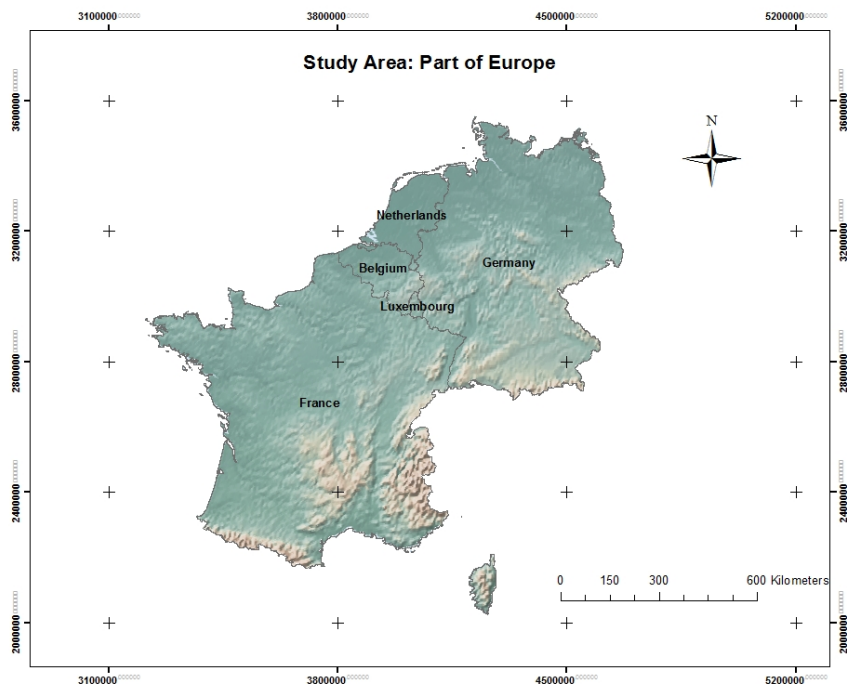 3100000 3800000 4500000 5200000
Study Area: Part of Europe
3600000 3600000
N
Netherlands
3200000 3200000
Belgium
Germany
Luxembourg
2800000 2800000
France
2400000 2400000
0 150 300 600 Kilometers
2000000 2000000
3100000 3800000 4500000 5200000